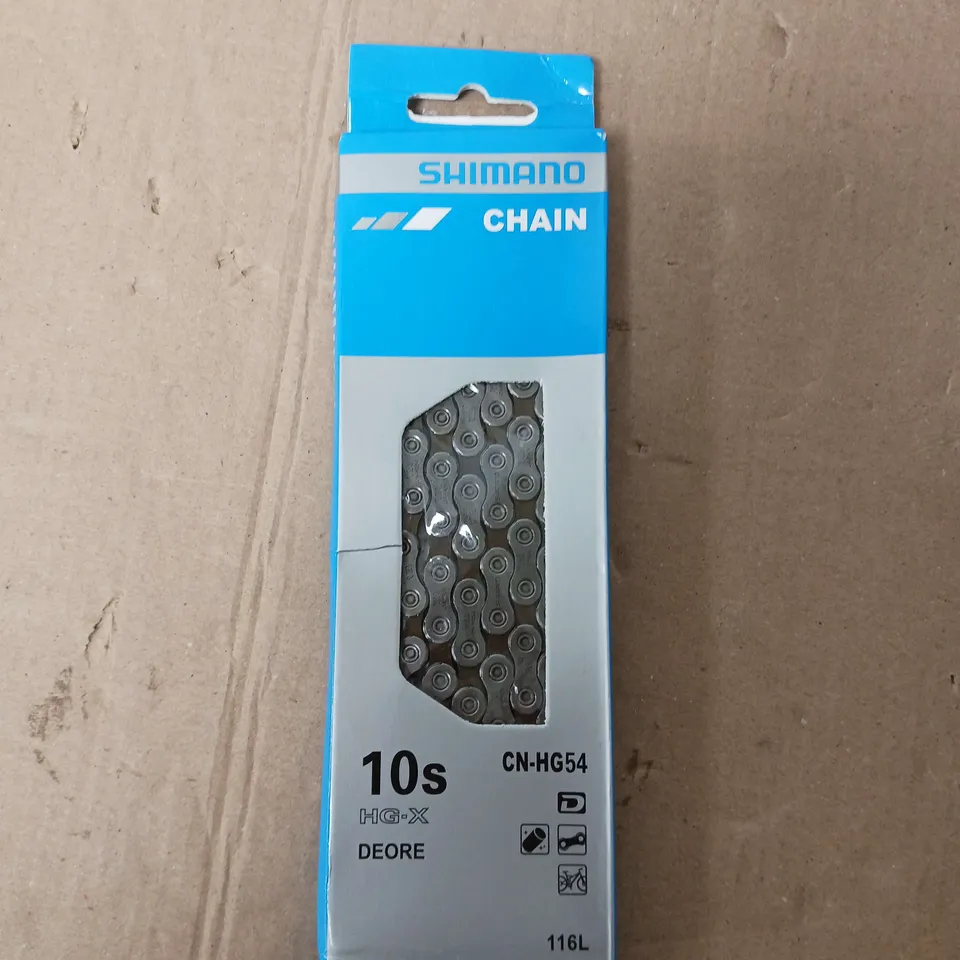 SHIMANO
CHAIN
10s
CN-HG54
HG-X
DEORE
116L